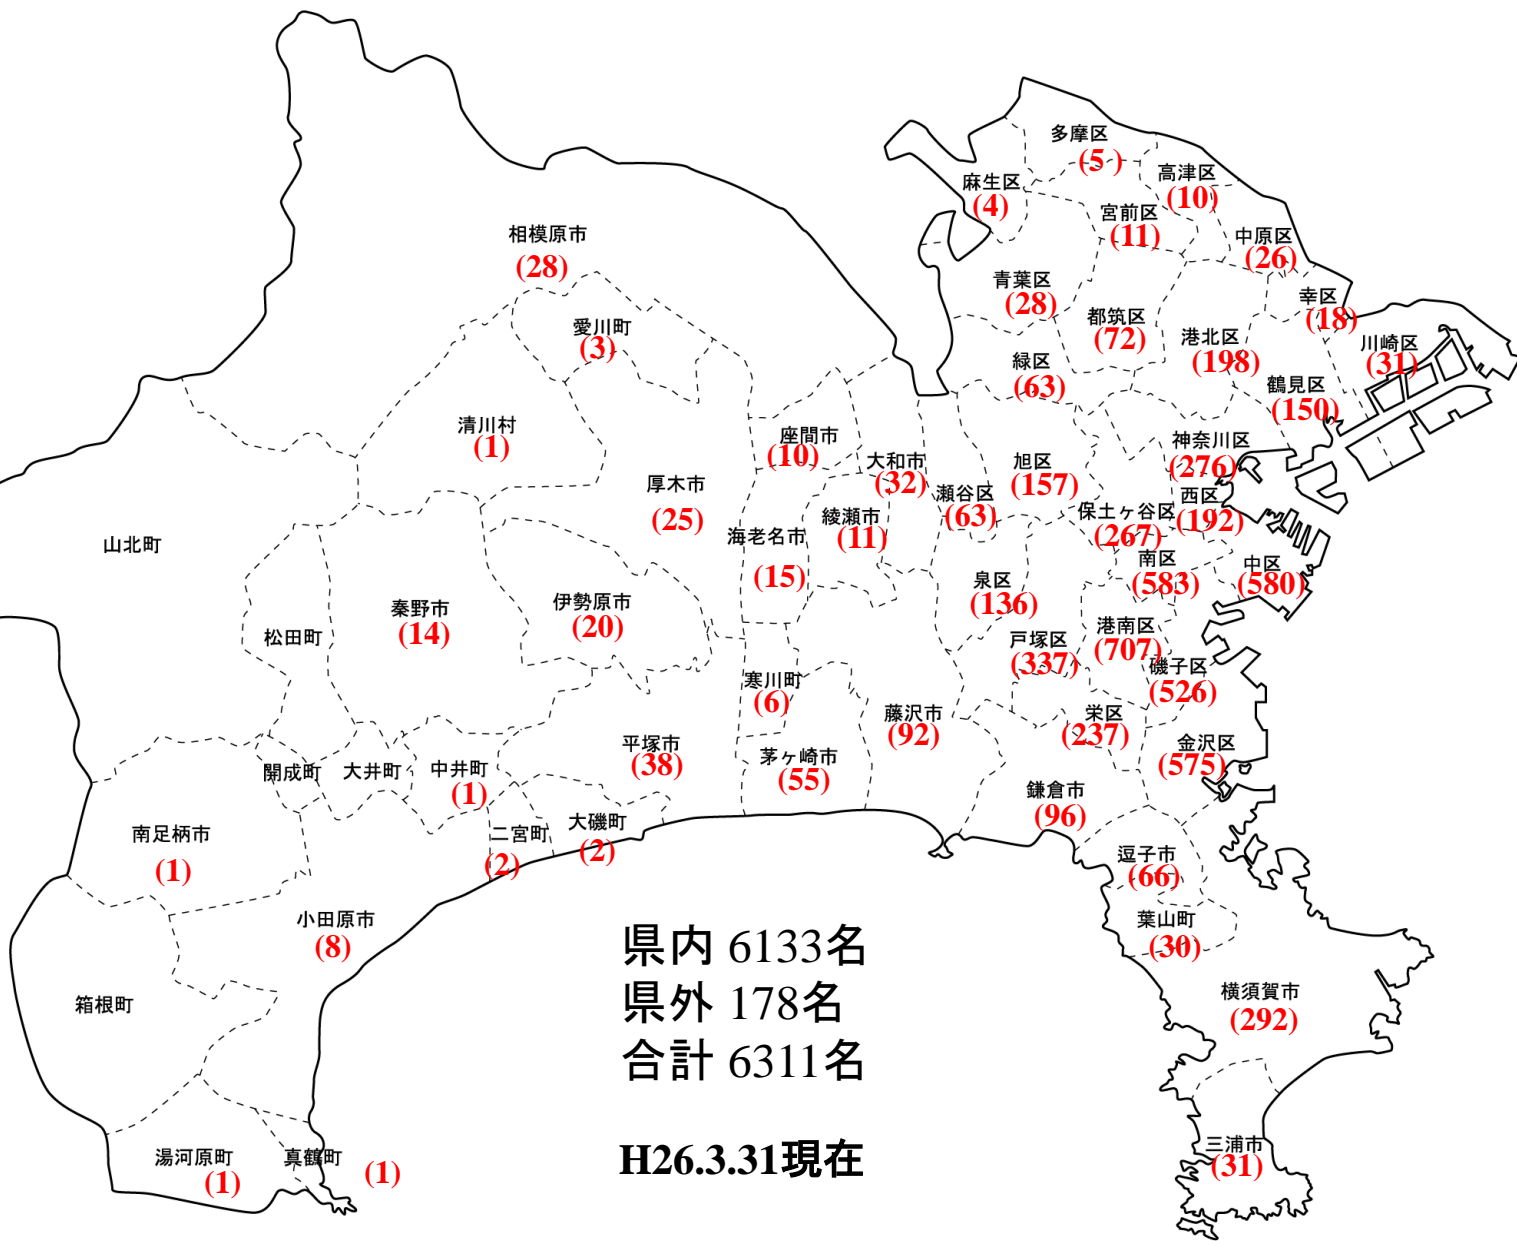 多摩区
(5 )
高津区
(10)
麻生区
(4)
宮前区
(11)
中原区
(26)
相模原市
(28)
青葉区
(28)
幸区
(18)
愛川町
(3)
都筑区
(72)
港北区
(198)
川崎区
(31)
緑区
(63)
鶴見区
(150)
清川村
(1)
座間市
(10)
神奈川区
(276)
大和市
(32)
旭区
(157)
厚木市
(25)
瀬谷区
(63)
西区
(192)
綾瀬市
(11)
保土ヶ谷区
(267)
海老名市
(15)
山北町
南区
(583)
中区
(580)
泉区
(136)
伊勢原市
(20)
秦野市
(14)
松田町
港南区
(707)
戸塚区
(337)
磯子区
(526)
寒川町
(6)
藤沢市
(92)
栄区
(237)
平塚市
(38)
金沢区
(575)
茅ヶ崎市
(55)
開成町
大井町
中井町
(1)
鎌倉市
(96)
南足柄市
(1)
二宮町
(2)
大磯町
(2)
逗子市
(66)
小田原市
(8)
葉山町
(30)
箱根町
横須賀市
(292)
県内 6133名
県外 178名
合計 6311名
H26.3.31現在
湯河原町
(1)
真鶴町
(1)
三浦市
(31)